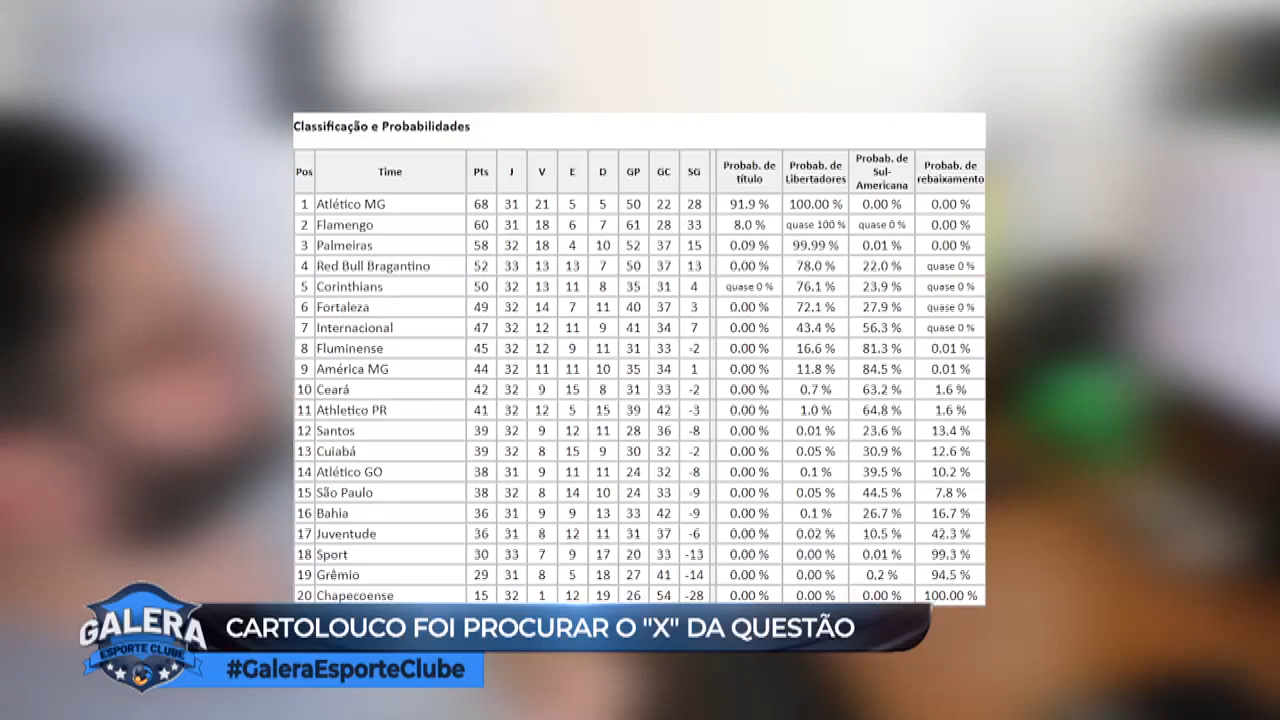 Classificação e Probabilidades
Pos Time Pts J V E D GP GC SG Probab. de título Probab. de Libertadores Probab. de Sul-Americana Probab. de rebaixamento
1 Atlético MG 68 31 21 5 5 50 22 28 91.9 % 100.00 % 0.00 % 0.00 %
2 Flamengo 60 31 18 6 7 61 28 33 8.0 % quase 100 % quase 0 % 0.00 %
3 Palmeiras 58 32 18 4 10 52 37 15 0.09 % 99.99 % 0.01 % 0.00 %
4 Red Bull Bragantino 52 33 13 13 7 50 37 13 0.00 % 78.0 % 22.0 % quase 0 %
5 Corinthians 50 32 13 11 8 35 31 4 quase 0 % 76.1 % 23.9 % quase 0 %
6 Fortaleza 49 32 14 7 11 40 37 3 0.00 % 72.1 % 27.9 % quase 0 %
7 Internacional 47 32 12 11 9 41 34 7 0.00 % 43.4 % 56.3 % quase 0 %
8 Fluminense 45 32 12 9 11 31 33 -2 0.00 % 16.6 % 81.3 % 0.01 %
9 América MG 44 32 11 11 10 35 34 1 0.00 % 11.8 % 84.5 % 0.01 %
10 Ceará 42 32 9 15 8 31 33 -2 0.00 % 0.7 % 63.2 % 1.6 %
11 Athletico PR 41 32 12 5 15 39 42 -3 0.00 % 1.0 % 64.8 % 1.6 %
12 Santos 39 32 9 12 11 28 36 -8 0.00 % 0.01 % 23.6 % 13.4 %
13 Cuiabá 39 32 8 15 9 30 32 -2 0.00 % 0.05 % 30.9 % 12.6 %
14 Atlético GO 38 31 9 11 11 24 32 -8 0.00 % 0.1 % 39.5 % 10.2 %
15 São Paulo 38 32 8 14 10 24 33 -9 0.00 % 0.05 % 44.5 % 7.8 %
16 Bahia 36 31 9 9 13 33 42 -9 0.00 % 0.1 % 26.7 % 16.7 %
17 Juventude 36 31 8 12 11 31 37 -6 0.00 % 0.02 % 10.5 % 42.3 %
18 Sport 30 33 7 9 17 20 33 -13 0.00 % 0.00 % 0.01 % 99.3 %
19 Grêmio 29 31 8 5 18 27 41 -14 0.00 % 0.00 % 0.2 % 94.5 %
20 Chapecoense 15 32 1 12 19 26 54 -28 0.00 % 0.00 % 0.00 % 100.00 %
GALERA
ESPORTE CLUBE
CARTOLOUCO FOI PROCURAR O "X" DA QUESTÃO
#GaleraEsporteClube